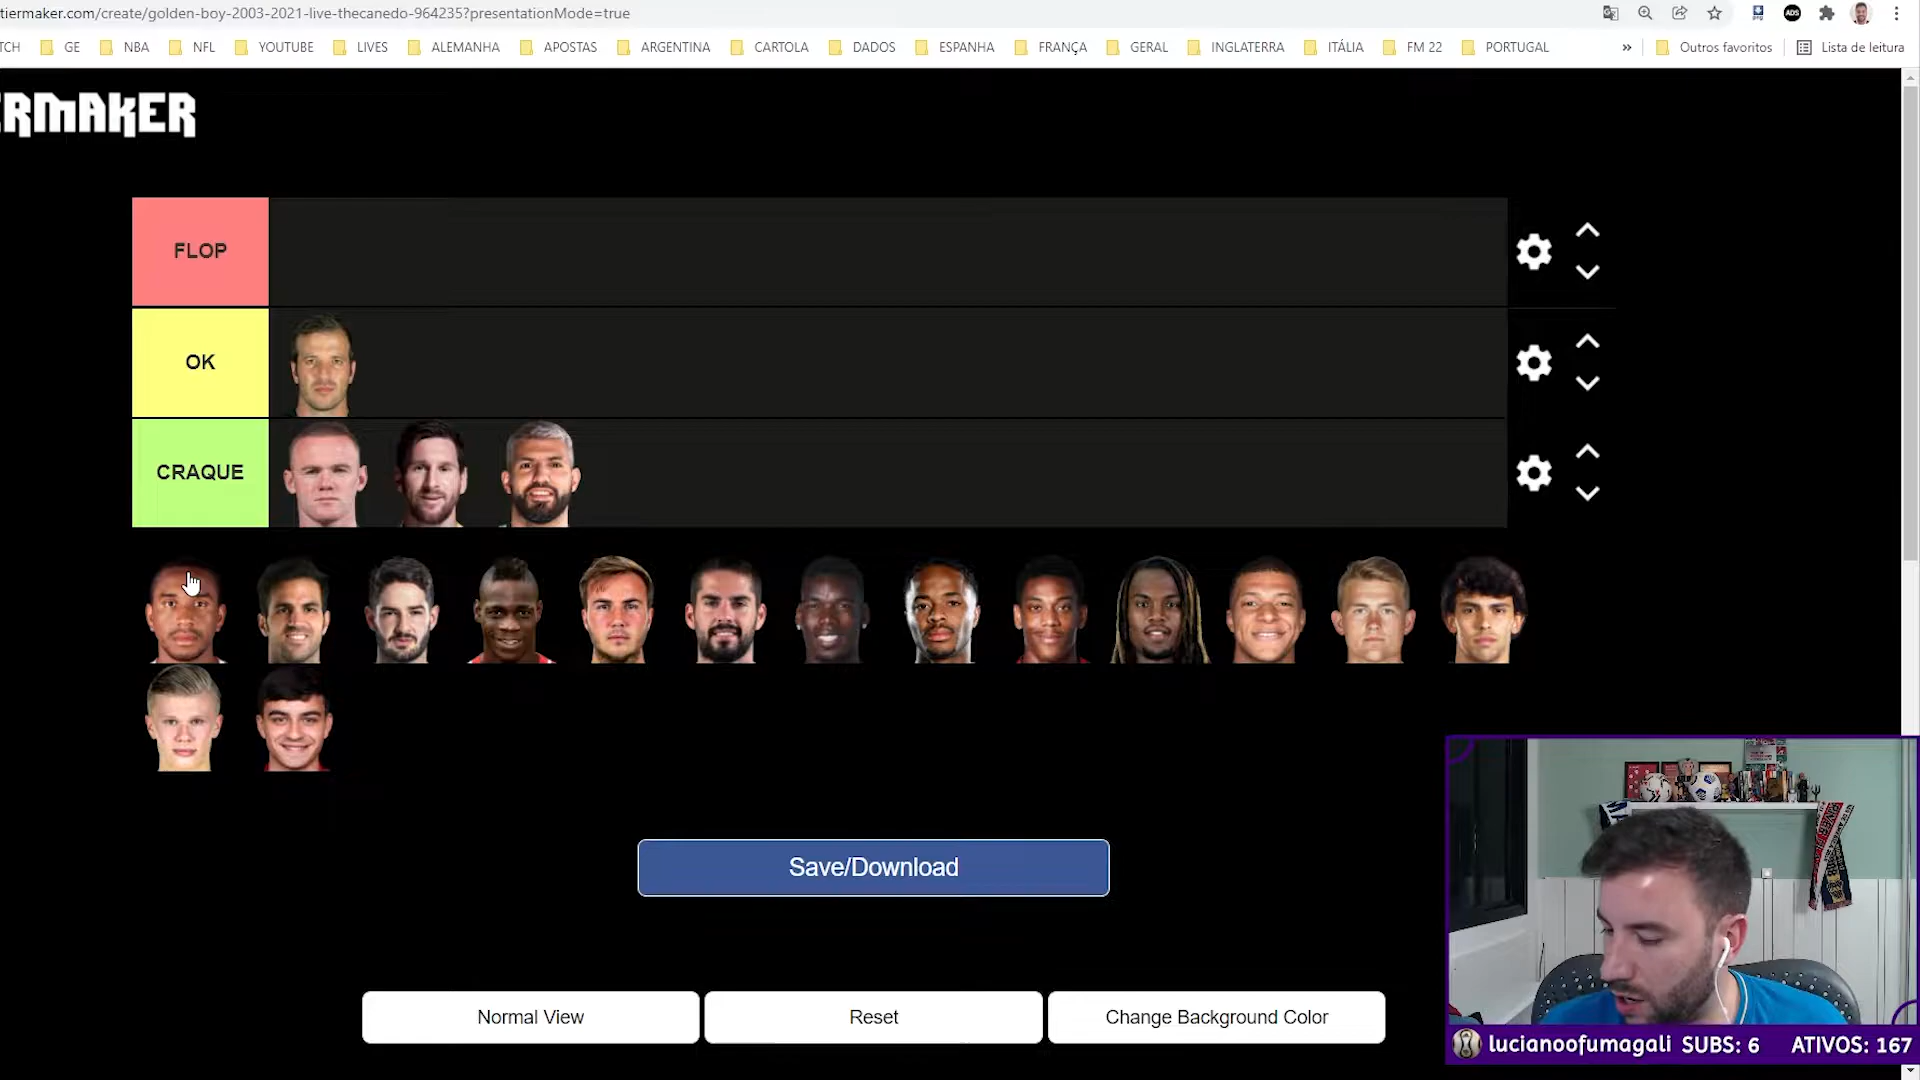 tiermaker.com/create/golden-boy-2003-2021-live-thecanedo-964235?presentationMode=true
TCH GE NBA NFL YOUTUBE LIVES ALEMANHA APOSTAS ARGENTINA CARTOLA DADOS ESPANHA FRANÇA GERAL INGLATERRA ITÁLIA FM 22 PORTUGAL » Outros favoritos Lista de leitura
ERMAKER
FLOP
OK
CRAQUE
Save/Download
Normal View Reset Change Background Color
lucianoofumagali SUBS: 6 ATIVOS: 167